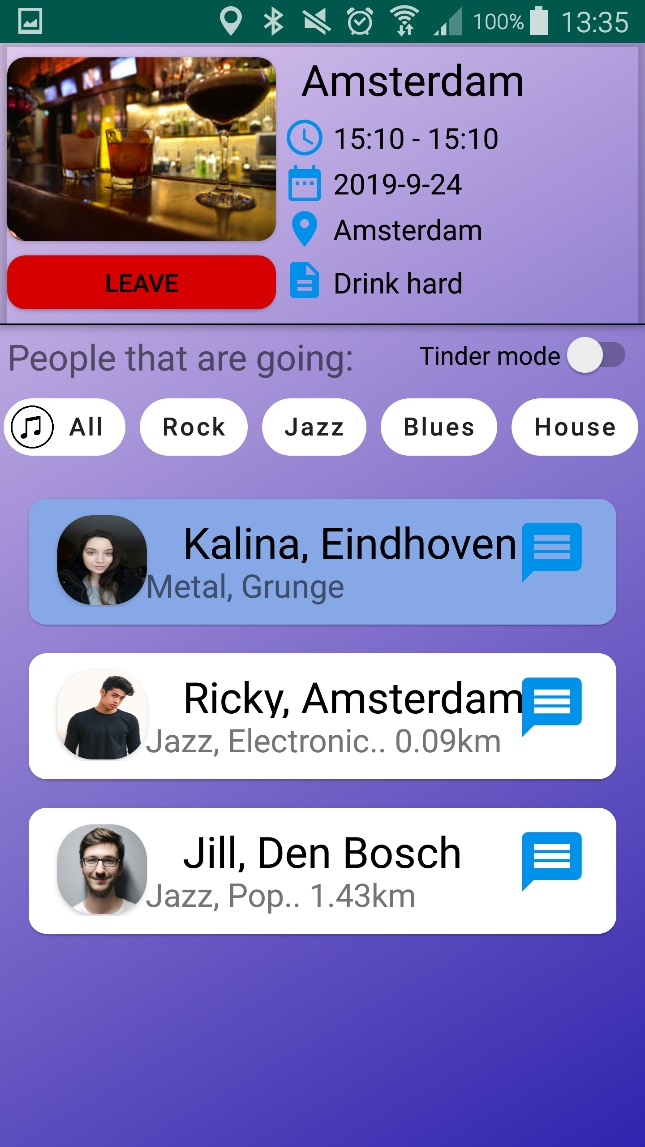 100% 13:35
Amsterdam
15:10 - 15:10
2019-9-24
Amsterdam
LEAVE
Drink hard
People that are going:
Tinder mode
All Rock Jazz Blues House
Kalina, Eindhoven
Metal, Grunge
Ricky, Amsterdam
Jazz, Electronic.. 0.09km
Jill, Den Bosch
Jazz, Pop.. 1.43km